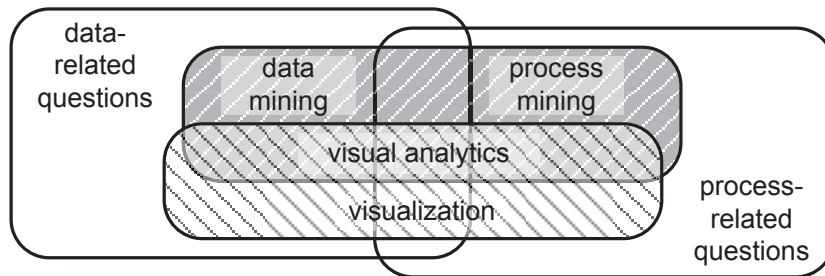 data-
related
questions
data
mining
process
mining
visual analytics
visualization
process-
related
questions